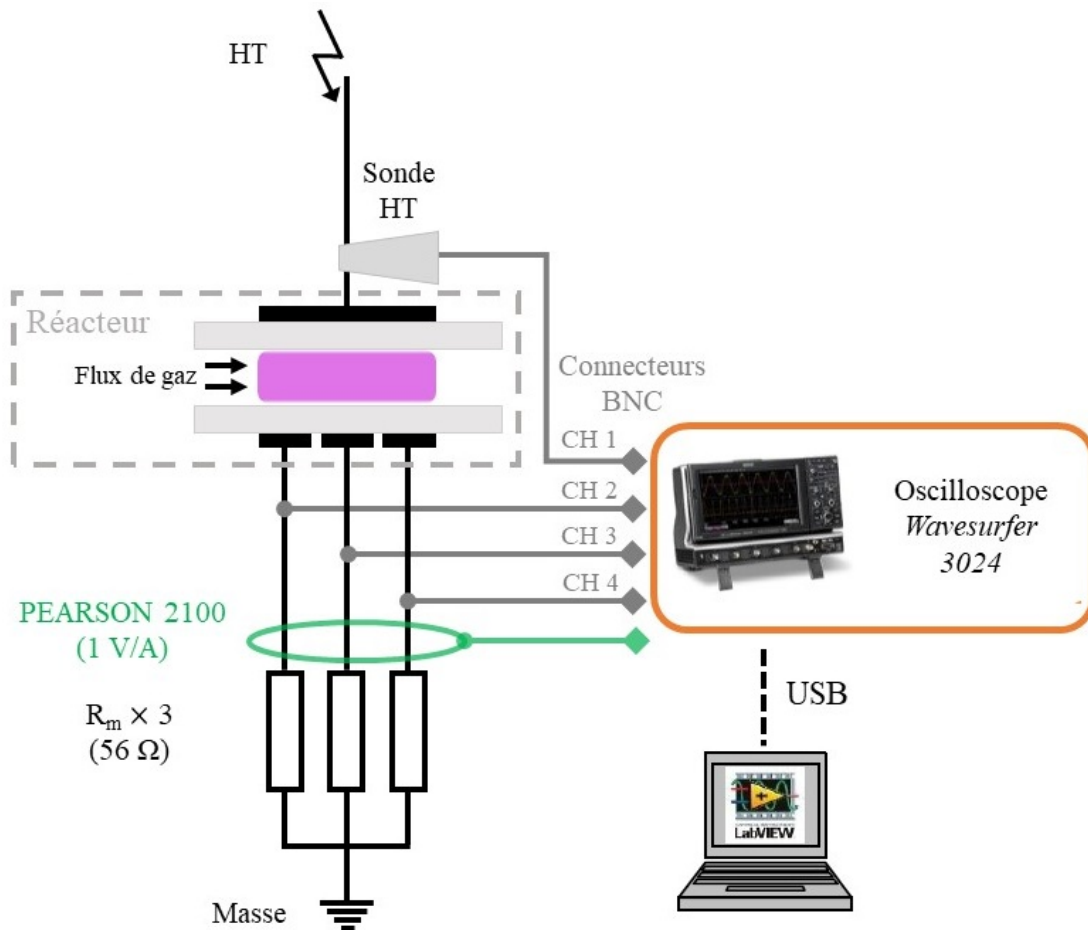 HT
Sonde
HT
Réacteur
Flux de gaz
Connecteurs
BNC
CH 1
CH 2
CH 3
CH 4
Oscilloscope
Wavesurfer
3024
PEARSON 2100
(1 V/A)
Rm × 3
(56 Ω)
USB
LabVIEW
Masse